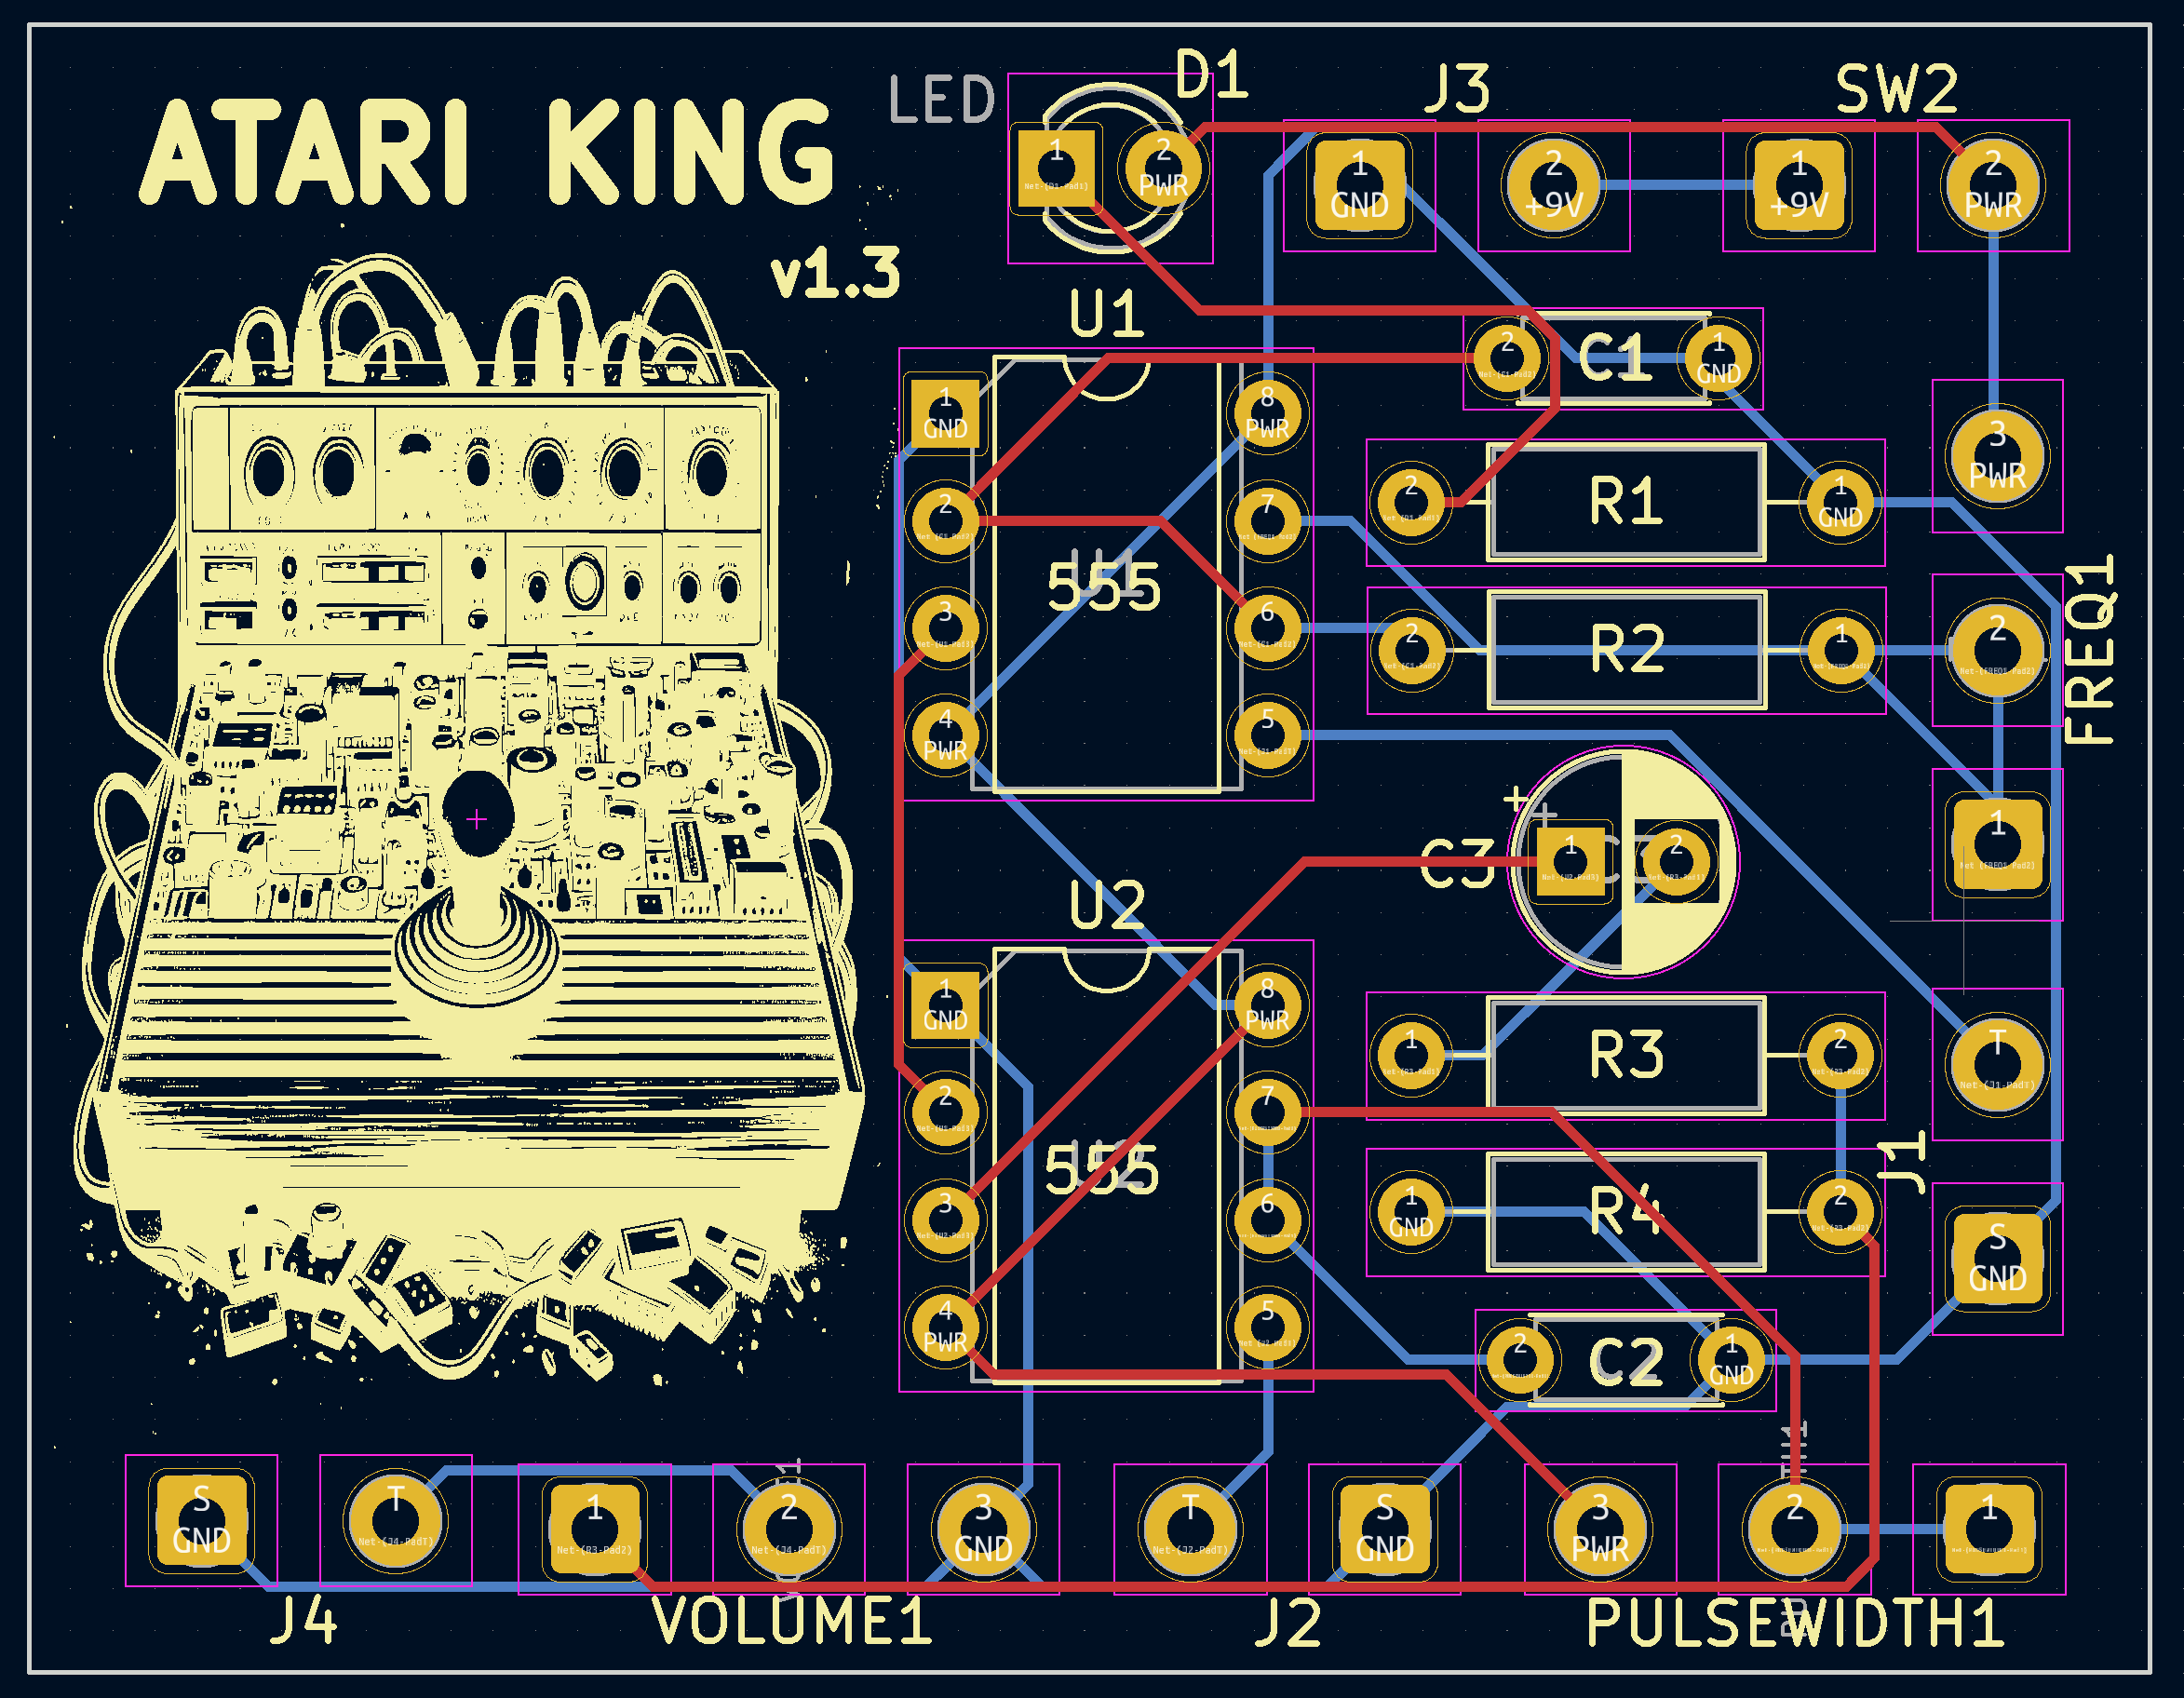 ATARI KING
v1.3
LED
D1
J3
SW2
1
2
PWR
1
GND
2
+9V
1
+9V
2
PWR
U1
1
GND
2
3
4
PWR
8
PWR
7
6
5
555
2
C1
1
GND
2
R1
1
GND
3
PWR
2
R2
1
2
FREQ1
1
C3
+
1
2
U2
1
GND
2
3
4
PWR
8
PWR
7
6
5
555
1
R3
2
T
J1
1
GND
R4
2
S
GND
2
C2
1
GND
S
GND
T
1
2
3
GND
T
S
GND
3
PWR
2
1
J4
VOLUME1
J2
PULSEWIDTH1